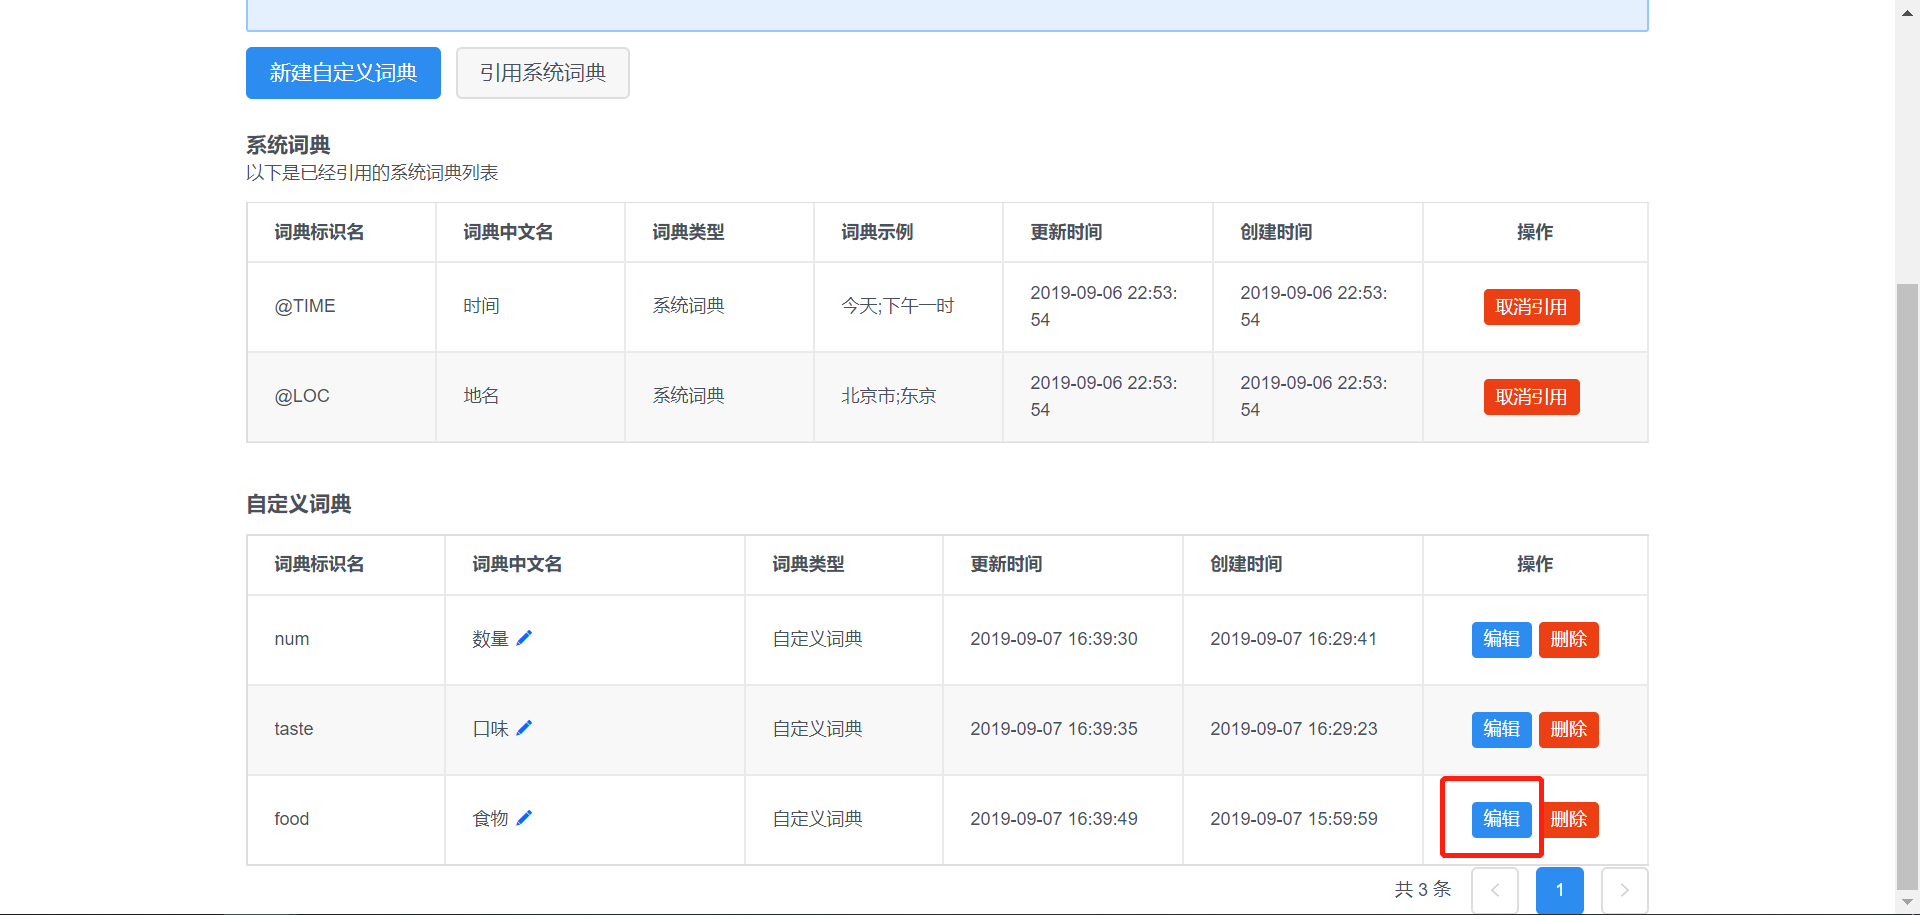 新建自定义词典 引用系统词典
系统词典
以下是已经引用的系统词典列表
词典标识名 词典中文名 词典类型 词典示例 更新时间 创建时间 操作
@TIME 时间 系统词典 今天;下午一时 2019-09-06 22:53:54 2019-09-06 22:53:54 取消引用
@LOC 地名 系统词典 北京市;东京 2019-09-06 22:53:54 2019-09-06 22:53:54 取消引用
自定义词典
词典标识名 词典中文名 词典类型 更新时间 创建时间 操作
num 数量 自定义词典 2019-09-07 16:39:30 2019-09-07 16:29:41 编辑 删除
taste 口味 自定义词典 2019-09-07 16:39:35 2019-09-07 16:29:23 编辑 删除
food 食物 自定义词典 2019-09-07 16:39:49 2019-09-07 15:59:59 编辑 删除
共 3 条 1